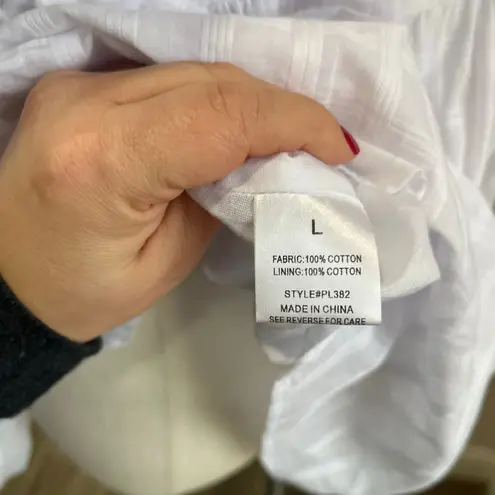 L
FABRIC:100% COTTON
LINING:100% COTTON
STYLE#PL382
MADE IN CHINA
SEE REVERSE FOR CARE